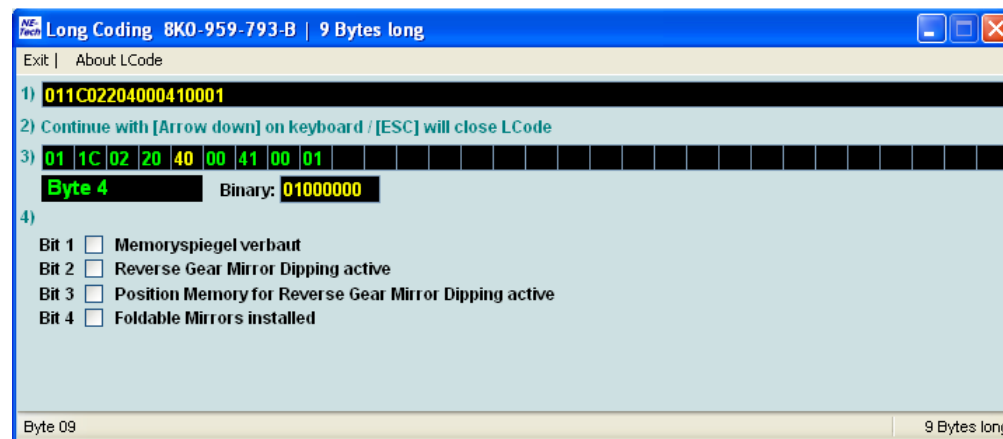 NE-Tech Long Coding 8K0-959-793-B | 9 Bytes long
Exit | About LCode
1) 011C02204000410001
2) Continue with [Arrow down] on keyboard / [ESC] will close LCode
3) 01 1C 02 20 40 00 41 00 01
Byte 4 Binary: 01000000
4)
Bit 1 Memoryspiegel verbaut
Bit 2 Reverse Gear Mirror Dipping active
Bit 3 Position Memory for Reverse Gear Mirror Dipping active
Bit 4 Foldable Mirrors installed
Byte 09 9 Bytes long